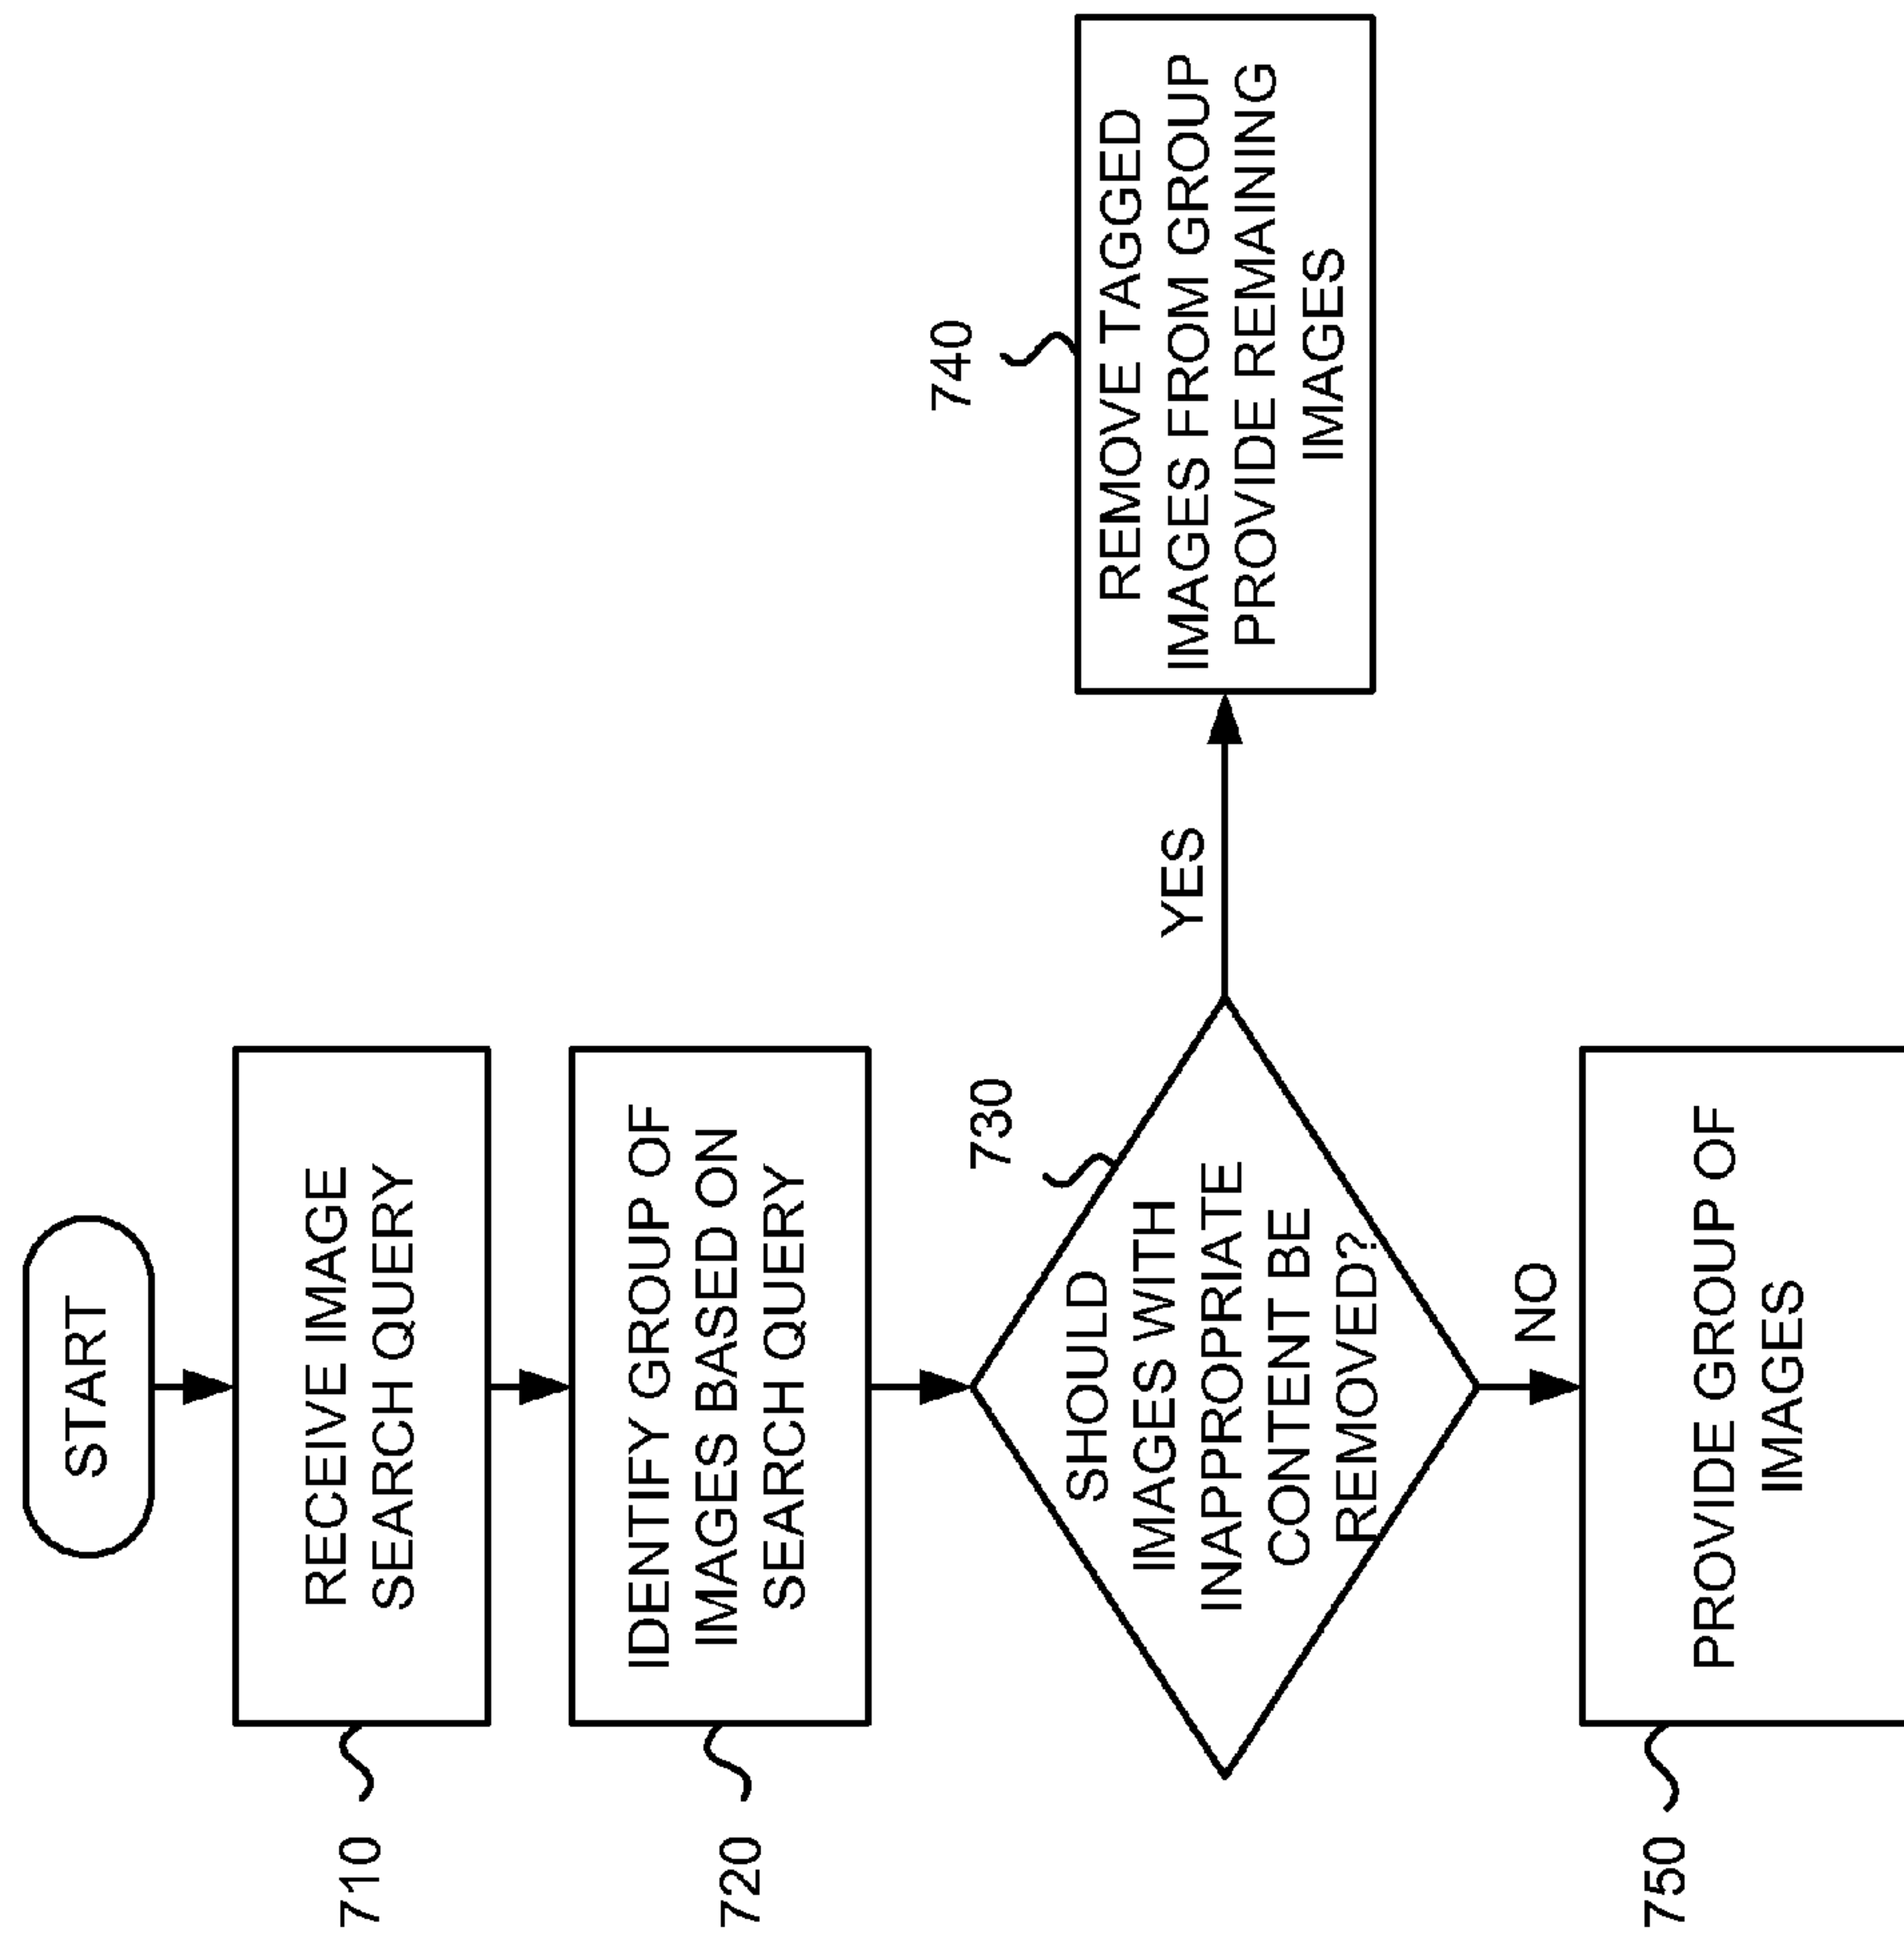 START
710
RECEIVE IMAGE
SEARCH QUERY
720
IDENTIFY GROUP OF
IMAGES BASED ON
SEARCH QUERY
730
SHOULD
IMAGES WITH
INAPPROPRIATE
CONTENT BE
REMOVED?
YES
740
REMOVE TAGGED
IMAGES FROM GROUP
PROVIDE REMAINING
IMAGES
NO
750
PROVIDE GROUP OF
IMAGES